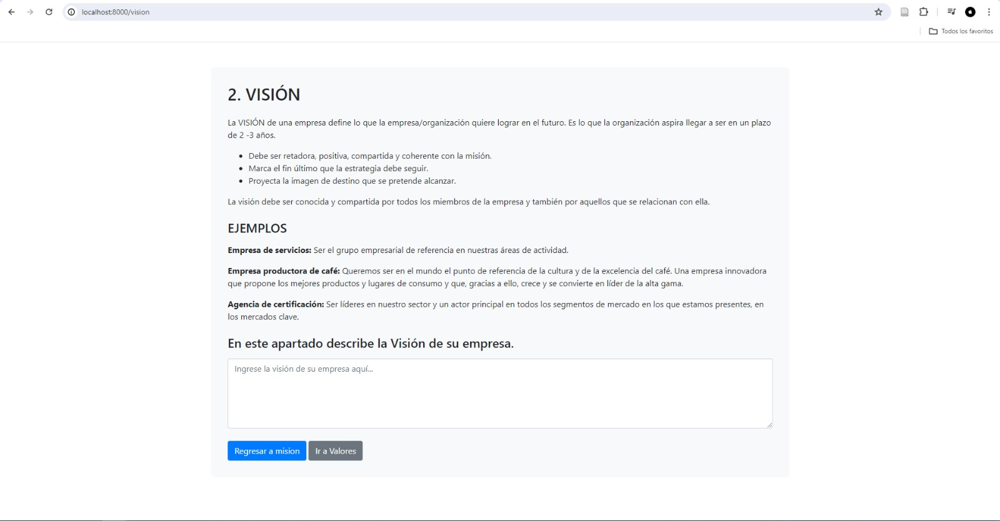 localhost:8000/vision
Todos los favoritos
2. VISIÓN
La VISIÓN de una empresa define lo que la empresa/organización quiere lograr en el futuro. Es lo que la organización aspira llegar a ser en un plazo
de 2 -3 años.
• Debe ser retadora, positiva, compartida y coherente con la misión.
• Marca el fin último que la estrategia debe seguir.
• Proyecta la imagen de destino que se pretende alcanzar.
La visión debe ser conocida y compartida por todos los miembros de la empresa y también por aquellos que se relacionan con ella.
EJEMPLOS
Empresa de servicios: Ser el grupo empresarial de referencia en nuestras áreas de actividad.
Empresa productora de café: Queremos ser en el mundo el punto de referencia de la cultura y de la excelencia del café. Una empresa innovadora
que propone los mejores productos y lugares de consumo y que, gracias a ello, crece y se convierte en líder de la alta gama.
Agencia de certificación: Ser líderes en nuestro sector y un actor principal en todos los segmentos de mercado en los que estamos presentes, en
los mercados clave.
En este apartado describe la Visión de su empresa.
Ingrese la visión de su empresa aquí...
Regresar a mision Ir a Valores